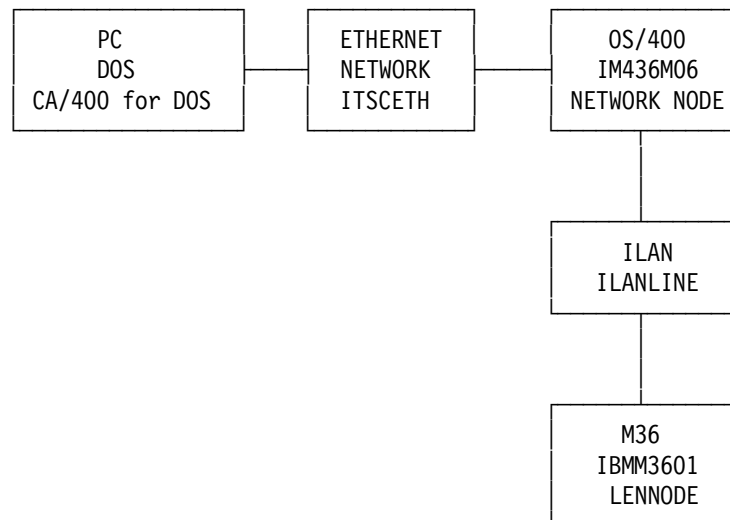 PC
DOS
CA/400 for DOS
ETHERNET
NETWORK
ITSCETH
OS/400
IM436M06
NETWORK NODE
ILAN
ILANLINE
M36
IBMM3601
LENNODE